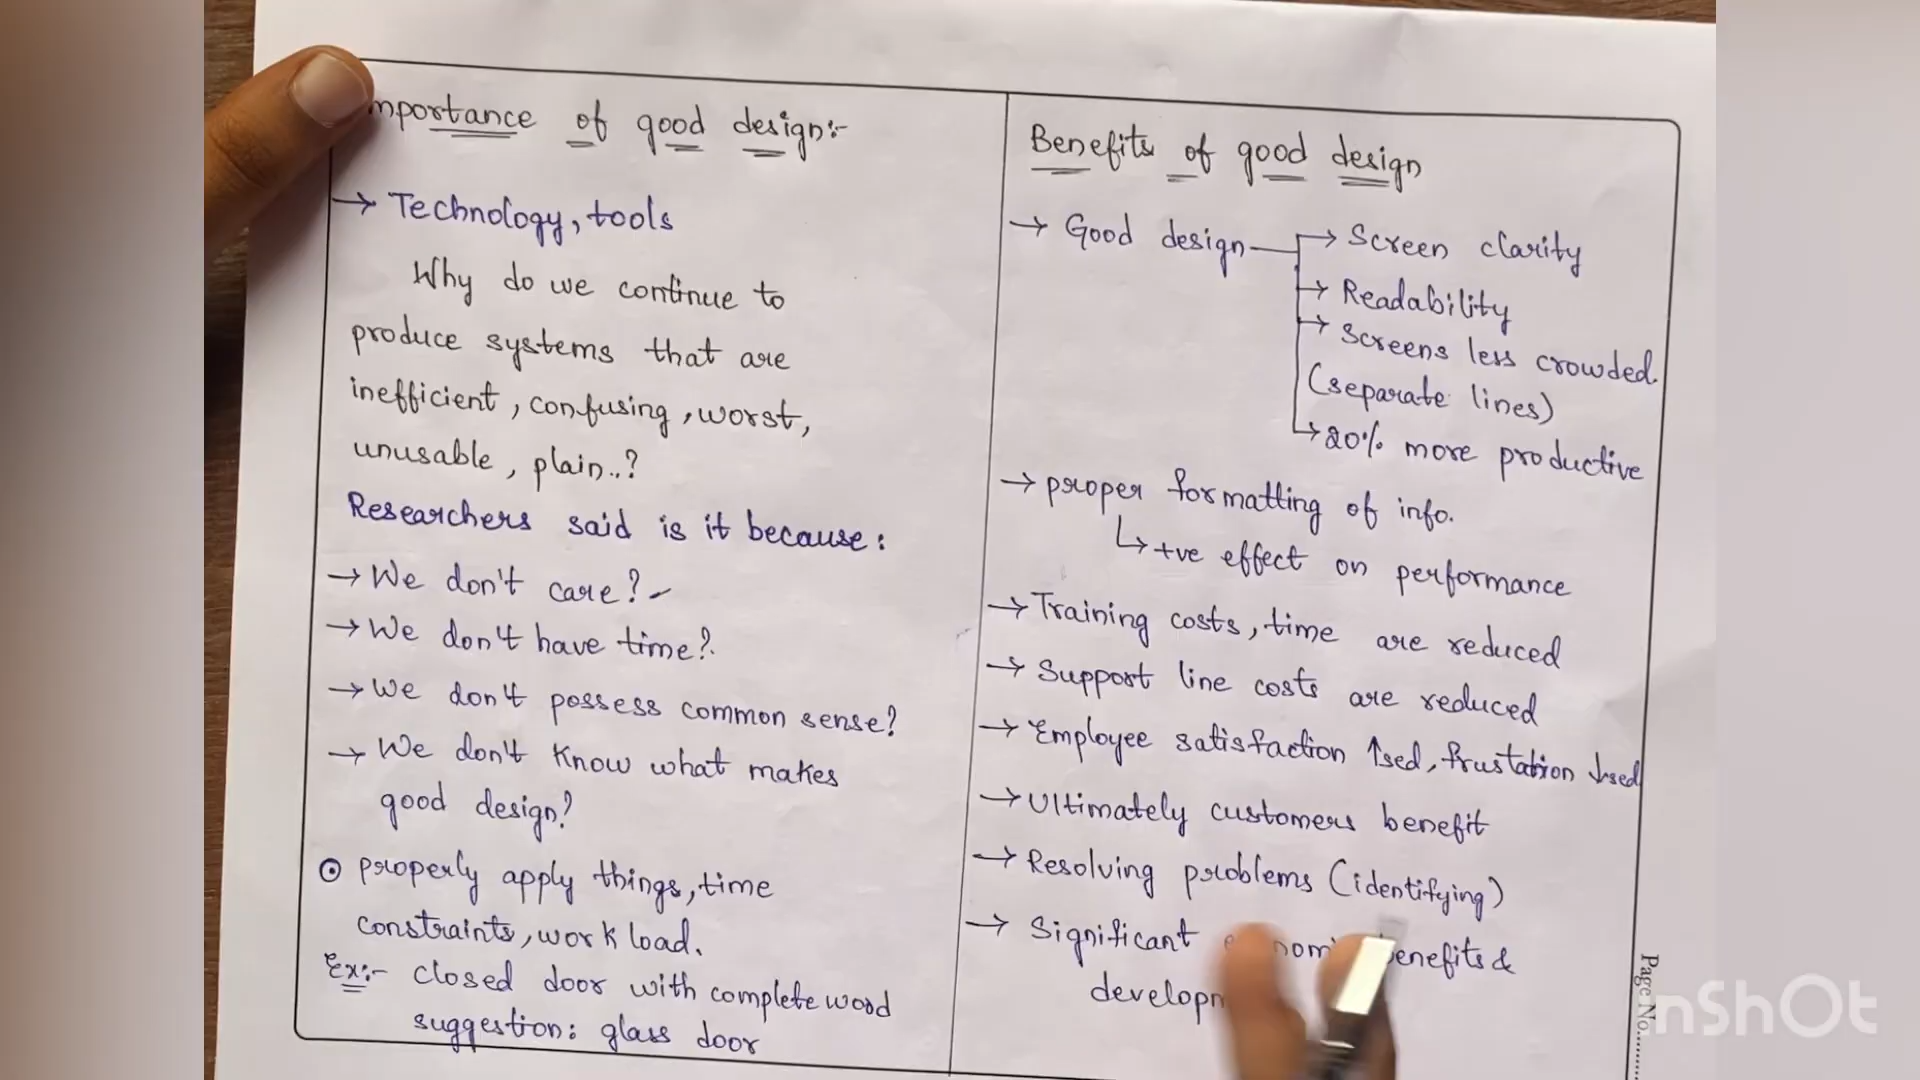 mportance of good design:-
→ Technology, tools
Why do we continue to
produce systems that are
inefficient, confusing, worst,
unusable, plain..?
Researchers said is it because:
→ We don't care?
→ We don't have time?
→ We don't possess common sense?
→ We don't know what makes
good design?
⊙ properly apply things, time
constraints, work load.
Ex:- closed door with complete wood
suggestion: glass door
Benefits of good design
→ Good design → Screen clarity
→ Readability
→ Screens less crowded.
(separate lines)
→ 20% more productive
→ proper formatting of info.
↳ +ve effect on performance
→ Training costs, time are reduced
→ Support line costs are reduced
→ Employee satisfaction ↑sed, frustation ↓sed
→ Ultimately customers benefit
→ Resolving problems (identifying)
→ Significant benefits &
Page No.......
InShOt